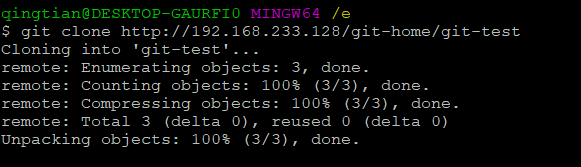 qingtian@DESKTOP-GAURFI0 MINGW64 /e
$ git clone http://192.168.233.128/git-home/git-test
Cloning into 'git-test'...
remote: Enumerating objects: 3, done.
remote: Counting objects: 100% (3/3), done.
remote: Compressing objects: 100% (3/3), done.
remote: Total 3 (delta 0), reused 0 (delta 0)
Unpacking objects: 100% (3/3), done.